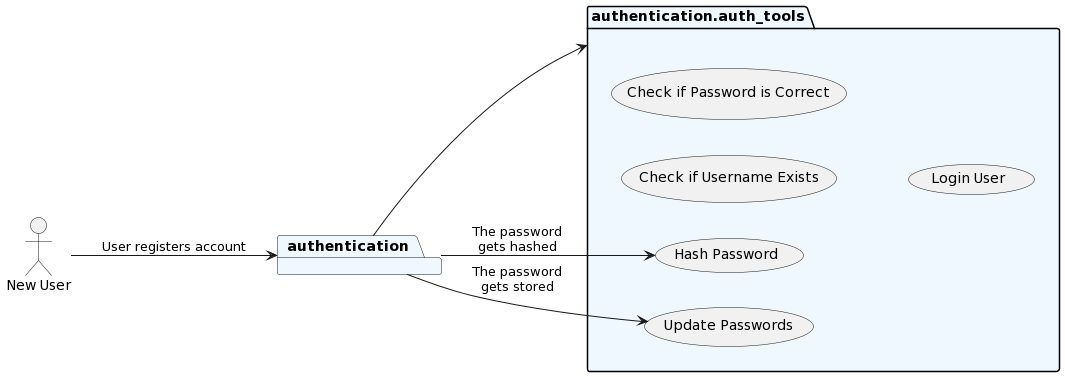 authentication.auth_tools
Check if Password is Correct
Check if Username Exists
Login User
New User
User registers account
authentication
The password
gets hashed
Hash Password
The password
gets stored
Update Passwords